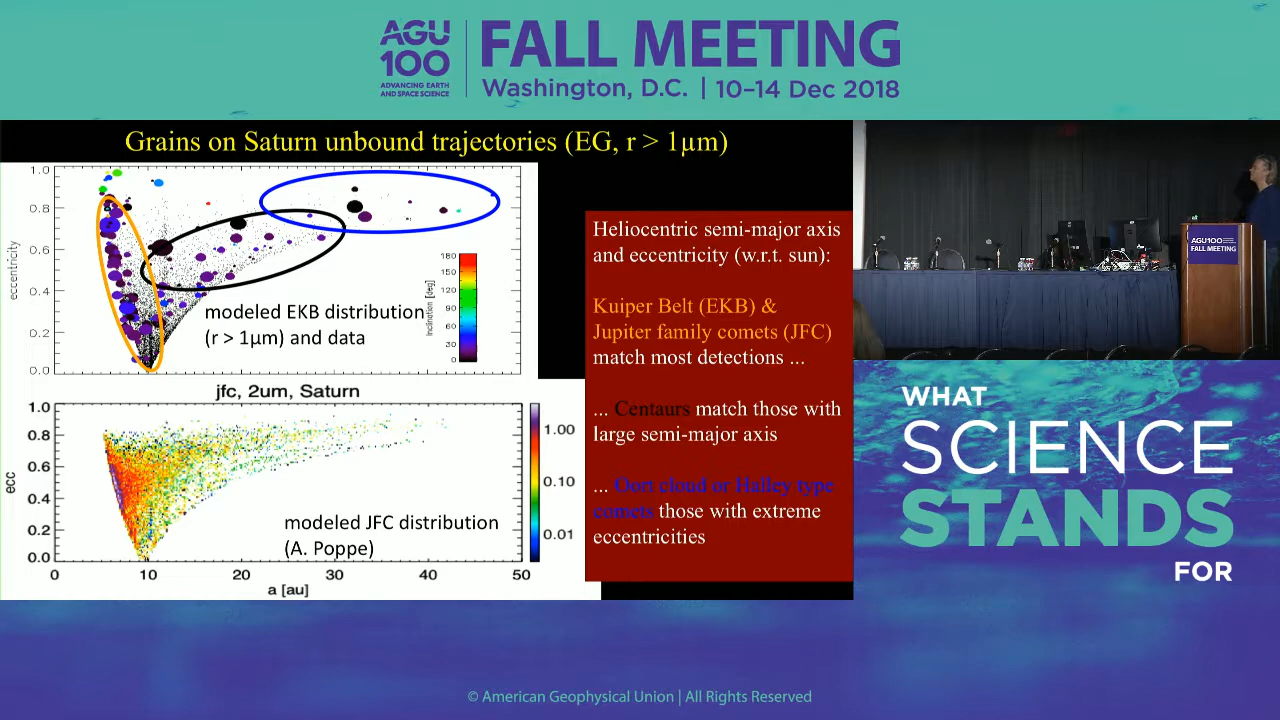 AGU
100
ADVANCING EARTH
AND SPACE SCIENCE
FALL MEETING
Washington, D.C. | 10–14 Dec 2018
Grains on Saturn unbound trajectories (EG, r > 1µm)
1.0
0.8
0.6
0.4
0.2
0.0
eccentricity
modeled EKB distribution
(r > 1µm) and data
Inclination [deg]
180
150
120
90
60
30
0
jfc, 2um, Saturn
1.0
0.8
0.6
0.4
0.2
0.0
ecc
modeled JFC distribution
(A. Poppe)
1.00
0.10
0.01
0 10 20 30 40 50
a [au]
Heliocentric semi-major axis
and eccentricity (w.r.t. sun):
Kuiper Belt (EKB) &
Jupiter family comets (JFC)
match most detections ...
... Centaurs match those with
large semi-major axis
... Oort cloud or Halley type
comets those with extreme
eccentricities
AGU100
FALL MEETING
WHAT
SCIENCE
STANDS
FOR
© American Geophysical Union | All Rights Reserved